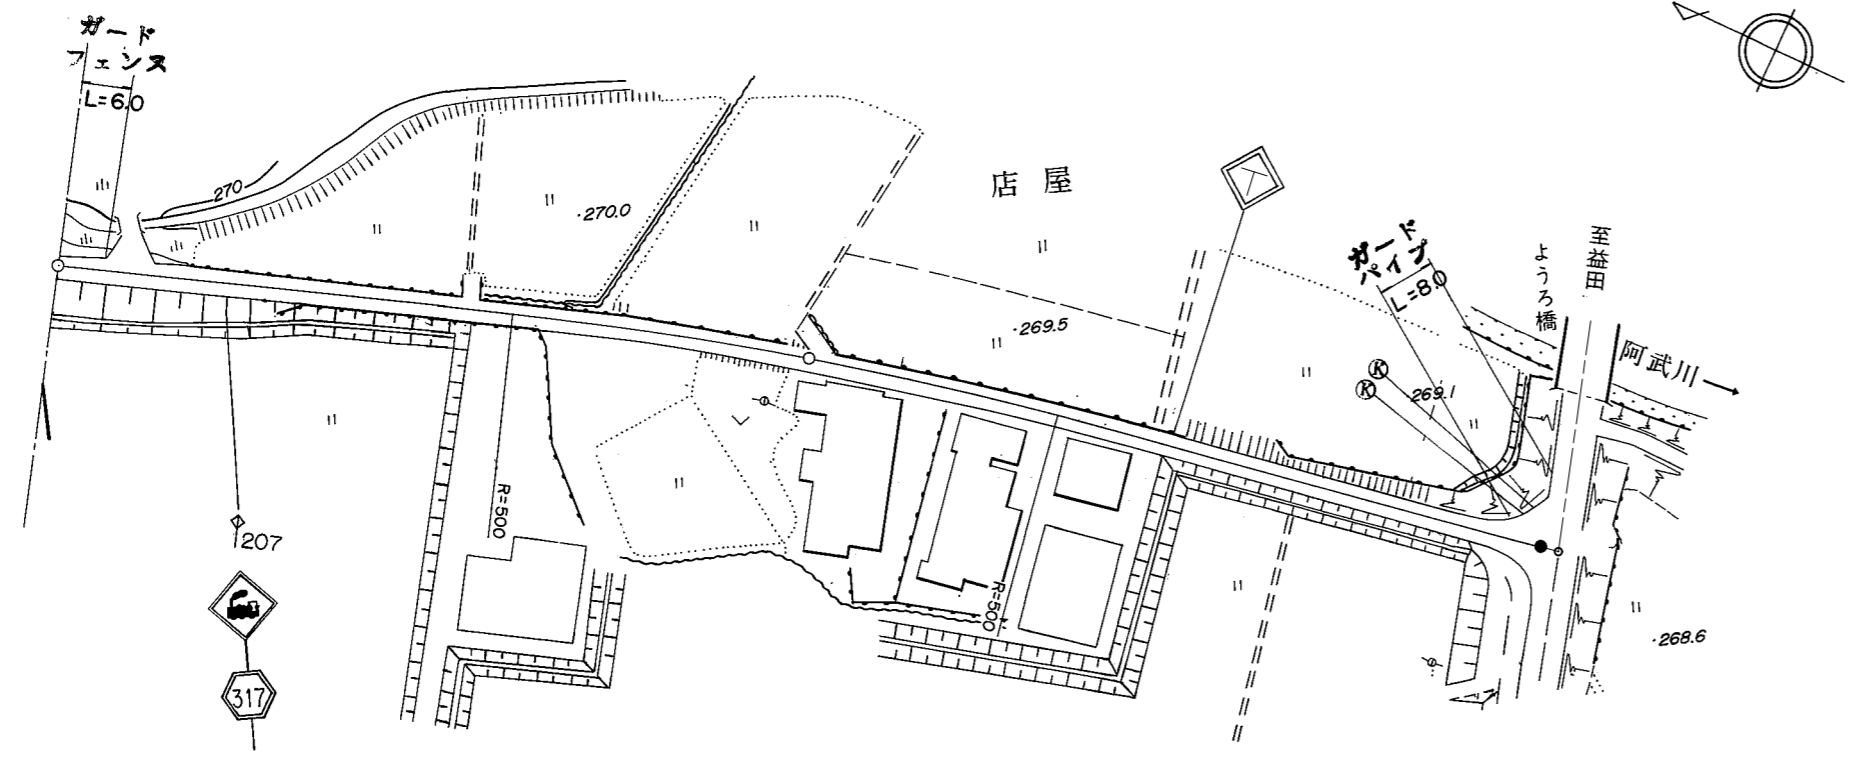 ガード
フェンス
L=6.0
270
·270.0
店屋
·269.5
ガード
パイプ
L=8.0
ようろ橋
至益田
阿武川
K
K
·269.1
R=500
R=500
207
317
·268.6